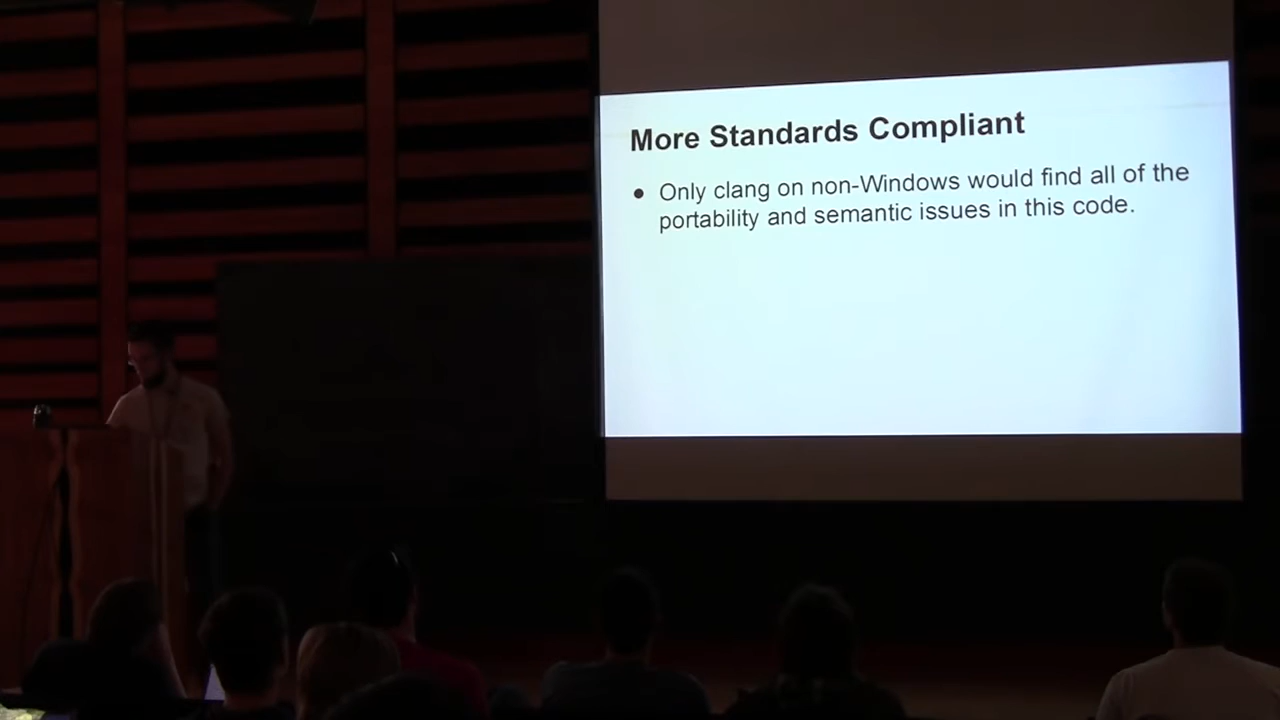 More Standards Compliant
● Only clang on non-Windows would find all of the
portability and semantic issues in this code.